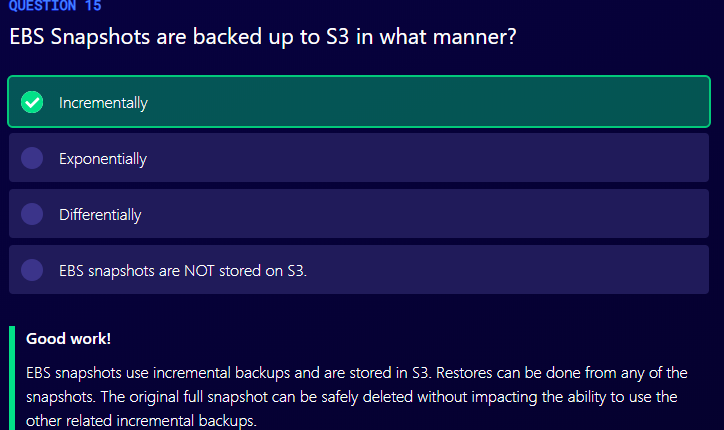 QUESTION 15
EBS Snapshots are backed up to S3 in what manner?
Incrementally
Exponentially
Differentially
EBS snapshots are NOT stored on S3.
Good work!
EBS snapshots use incremental backups and are stored in S3. Restores can be done from any of the
snapshots. The original full snapshot can be safely deleted without impacting the ability to use the
other related incremental backups.